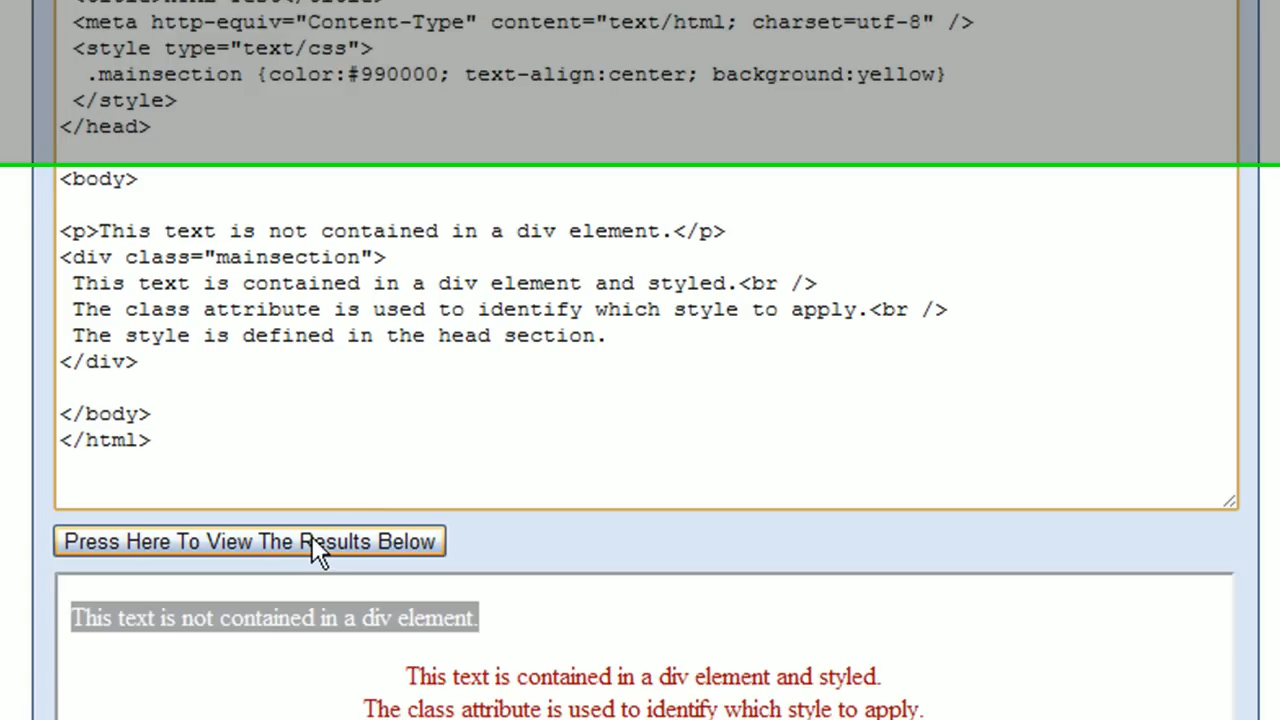 <meta http-equiv="Content-Type" content="text/html; charset=utf-8" />
<style type="text/css">
.mainsection {color:#990000; text-align:center; background:yellow}
</style>
</head>
<body>
<p>This text is not contained in a div element.</p>
<div class="mainsection">
This text is contained in a div element and styled.<br />
The class attribute is used to identify which style to apply.<br />
The style is defined in the head section.
</div>
</body>
</html>
Press Here To View The Results Below
This text is not contained in a div element.
This text is contained in a div element and styled.
The class attribute is used to identify which style to apply.